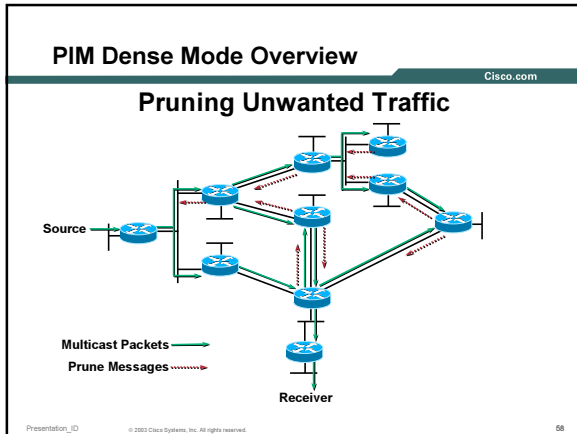 PIM Dense Mode Overview
Cisco.com
Pruning Unwanted Traffic
Source
Multicast Packets
Prune Messages
Receiver
Presentation_ID
© 2003 Cisco Systems, Inc. All rights reserved.
58